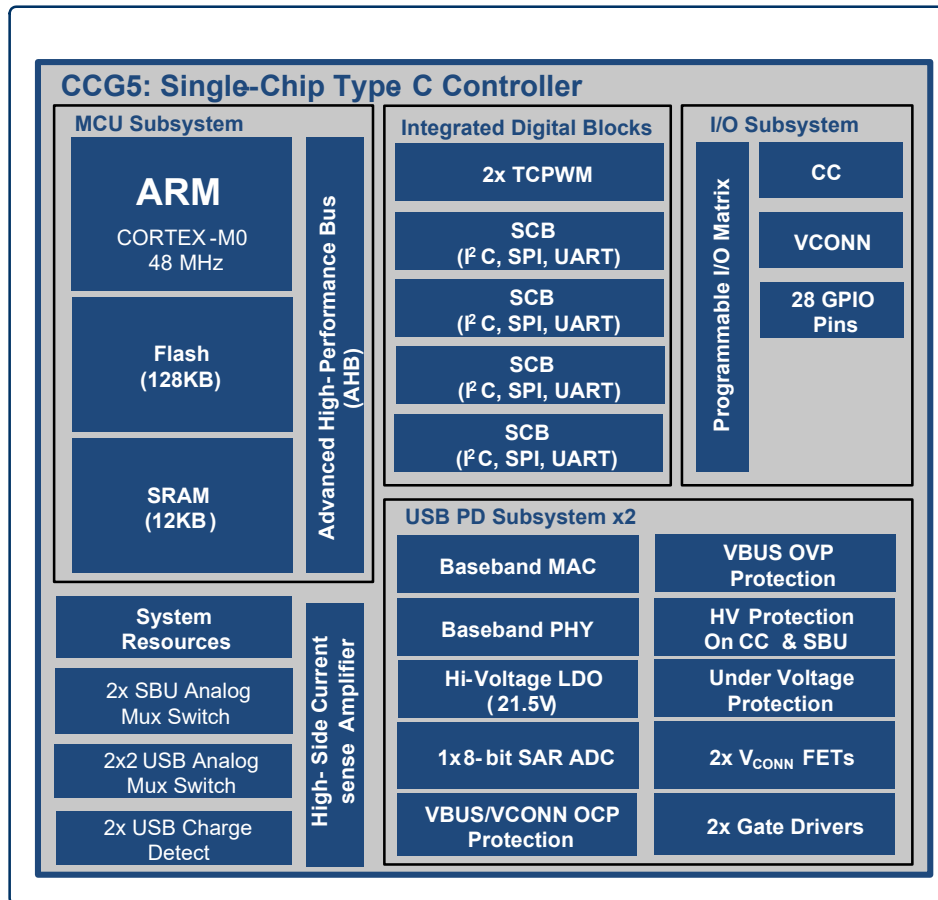 CCG5: Single-Chip Type C Controller
MCU Subsystem
ARM
CORTEX-M0
48 MHz
Flash
(128KB)
SRAM
(12KB)
Advanced High-Performance Bus
(AHB)
Integrated Digital Blocks
2x TCPWM
SCB
(I²C, SPI, UART)
SCB
(I²C, SPI, UART)
SCB
(I²C, SPI, UART)
SCB
(I²C, SPI, UART)
I/O Subsystem
Programmable I/O Matrix
CC
VCONN
28 GPIO
Pins
System
Resources
2x SBU Analog
Mux Switch
2x2 USB Analog
Mux Switch
2x USB Charge
Detect
High-Side Current
sense Amplifier
USB PD Subsystem x2
Baseband MAC
Baseband PHY
Hi-Voltage LDO
(21.5V)
1x8-bit SAR ADC
VBUS/VCONN OCP
Protection
VBUS OVP
Protection
HV Protection
On CC & SBU
Under Voltage
Protection
2x VCONN FETs
2x Gate Drivers